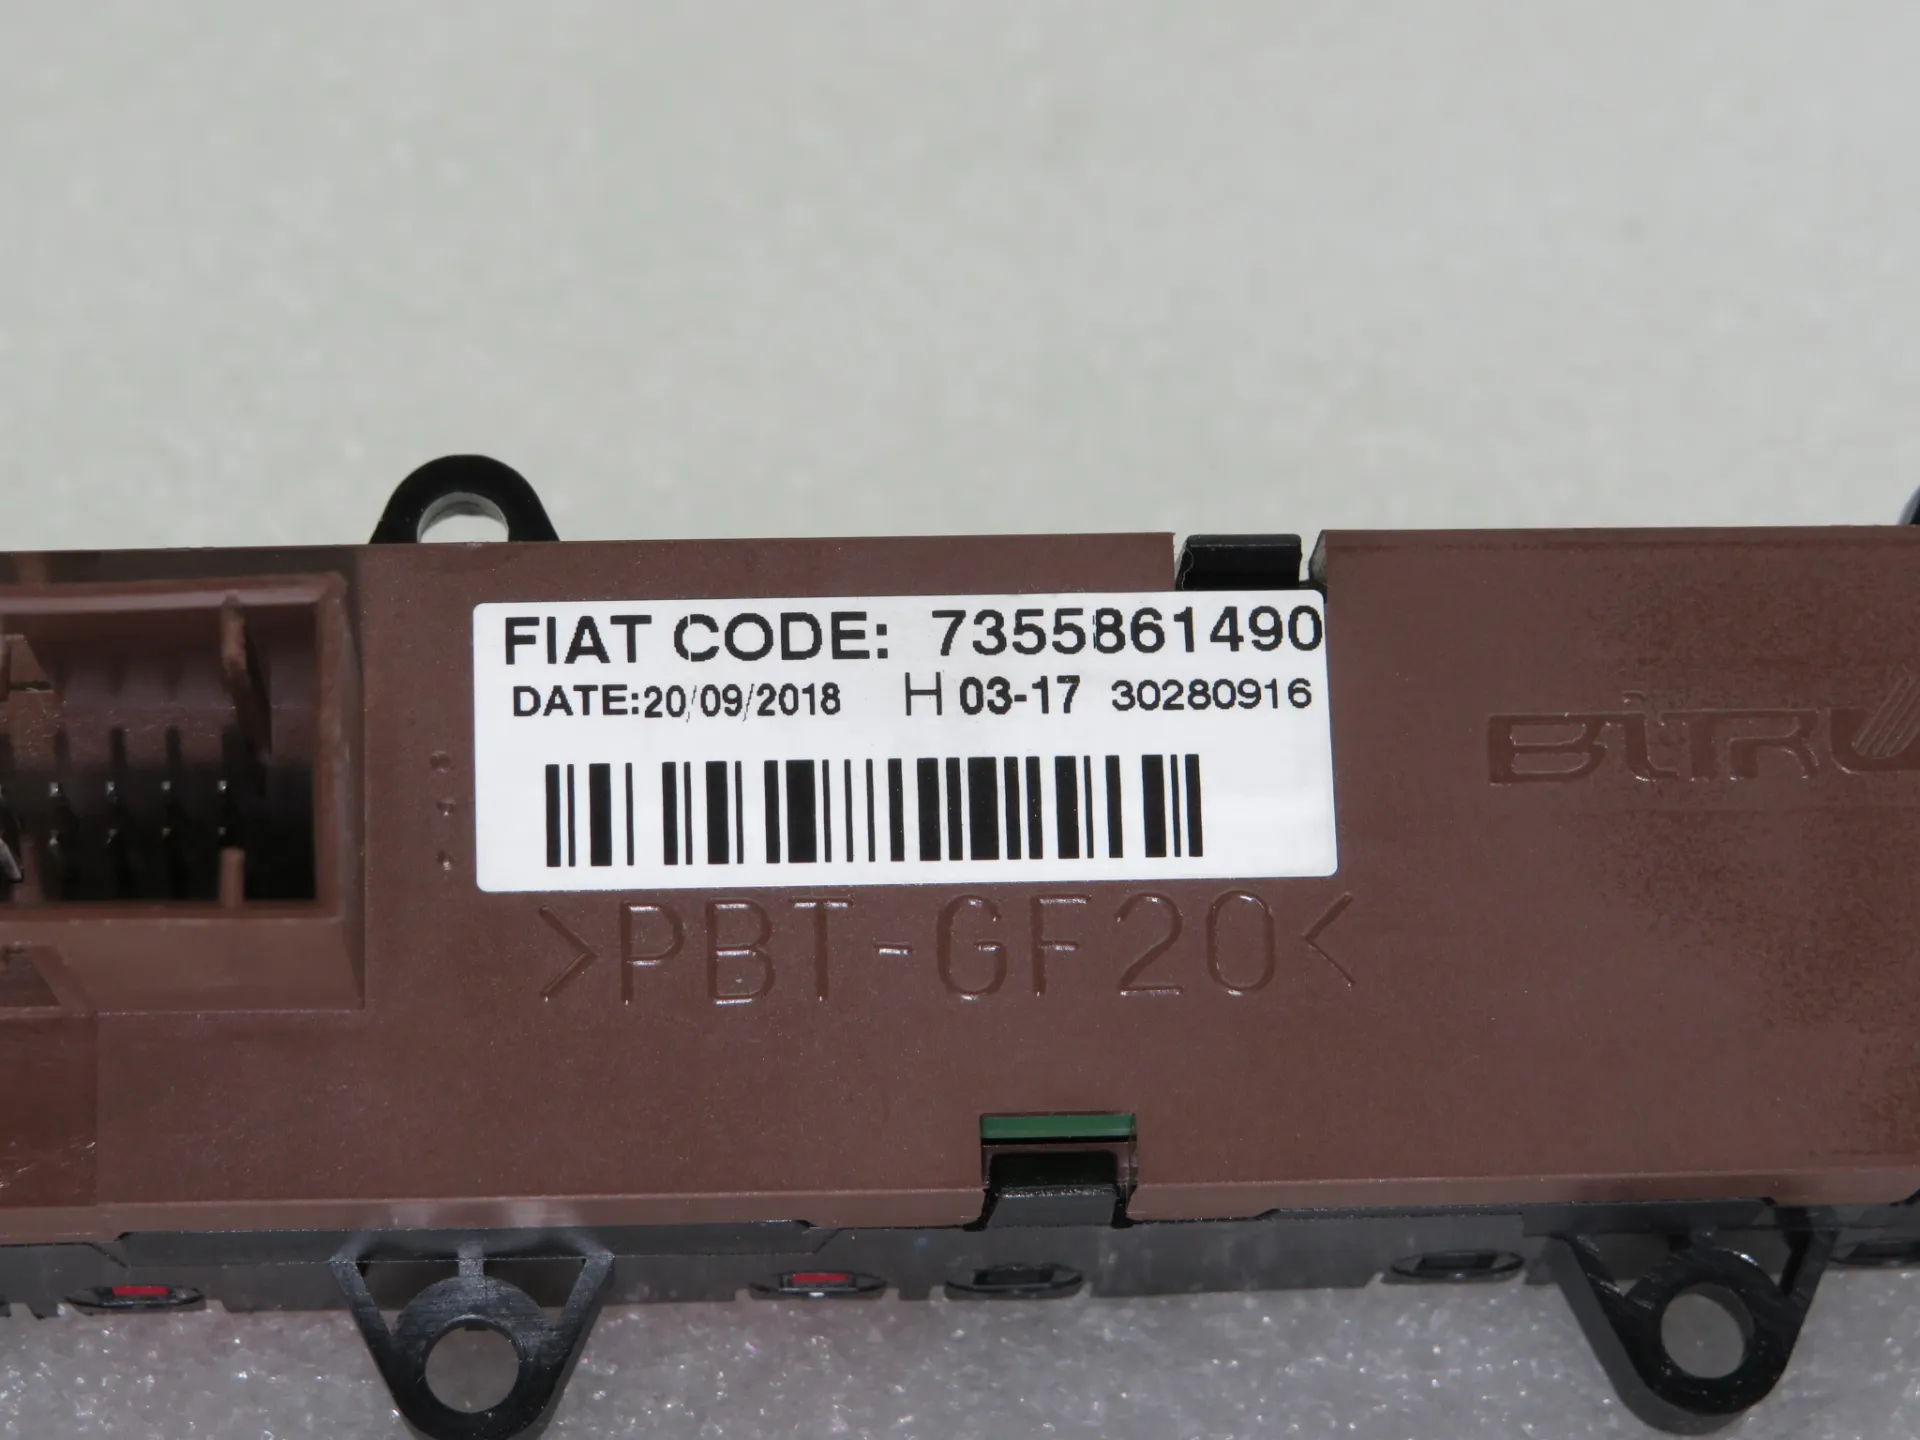 FIAT CODE: 7355861490
DATE:20/09/2018 H 03-17 30280916
>PBT-GF20<